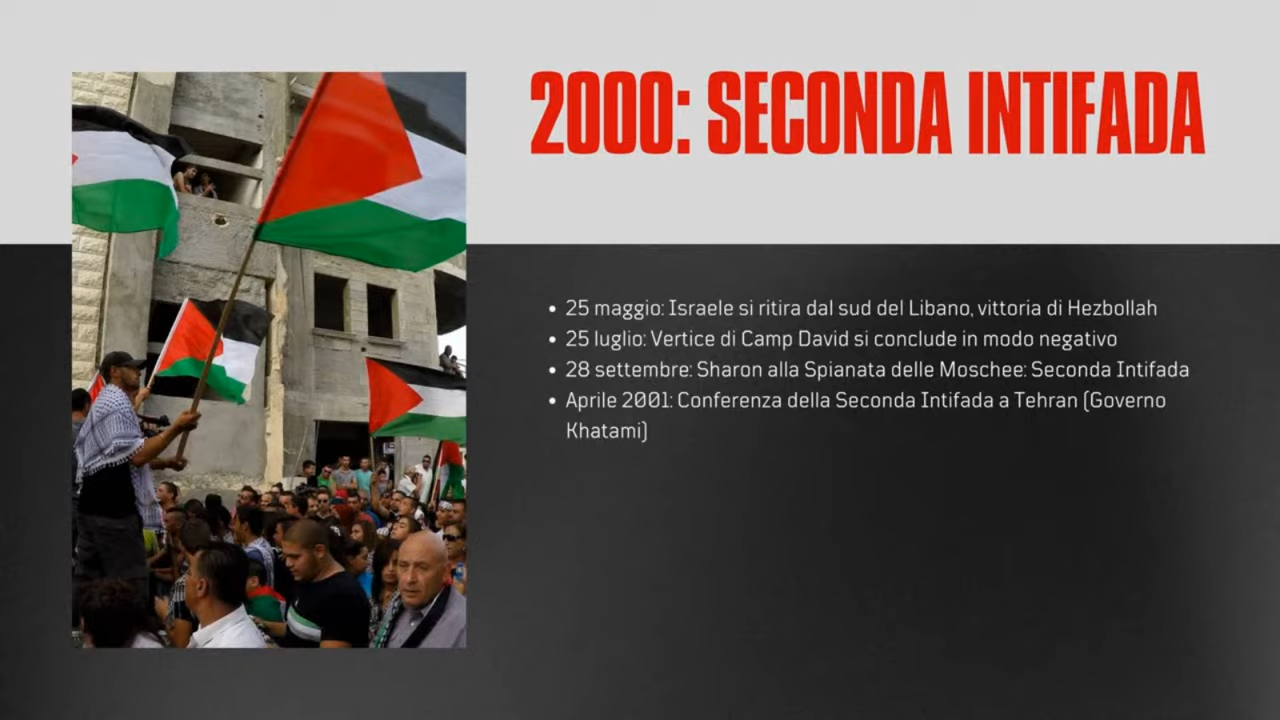 2000: SECONDA INTIFADA
• 25 maggio: Israele si ritira dal sud del Libano, vittoria di Hezbollah
• 25 luglio: Vertice di Camp David si conclude in modo negativo
• 28 settembre: Sharon alla Spianata delle Moschee: Seconda Intifada
• Aprile 2001: Conferenza della Seconda Intifada a Tehran (Governo
Khatami)